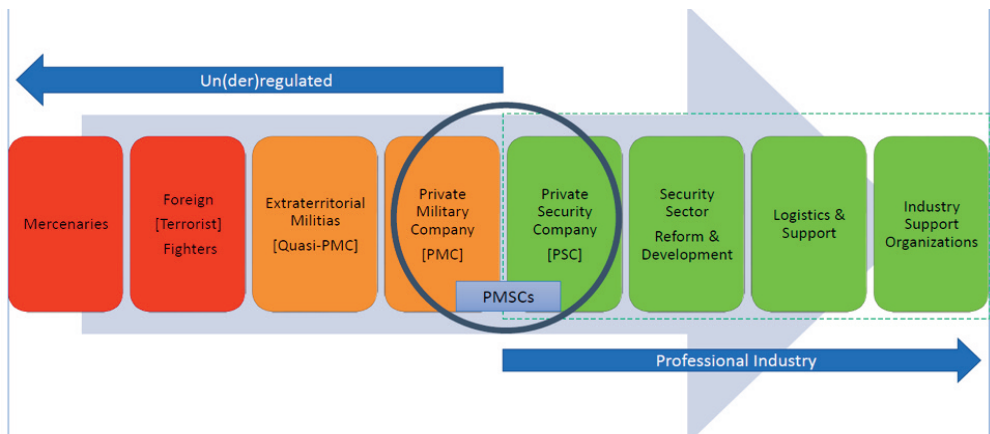 Un(der)regulated
Mercenaries
Foreign
[Terrorist]
Fighters
Extraterritorial
Militias
[Quasi-PMC]
Private
Military
Company
[PMC]
Private
Security
Company
[PSC]
PMSCs
Security
Sector
Reform &
Development
Logistics &
Support
Industry
Support
Organizations
Professional Industry